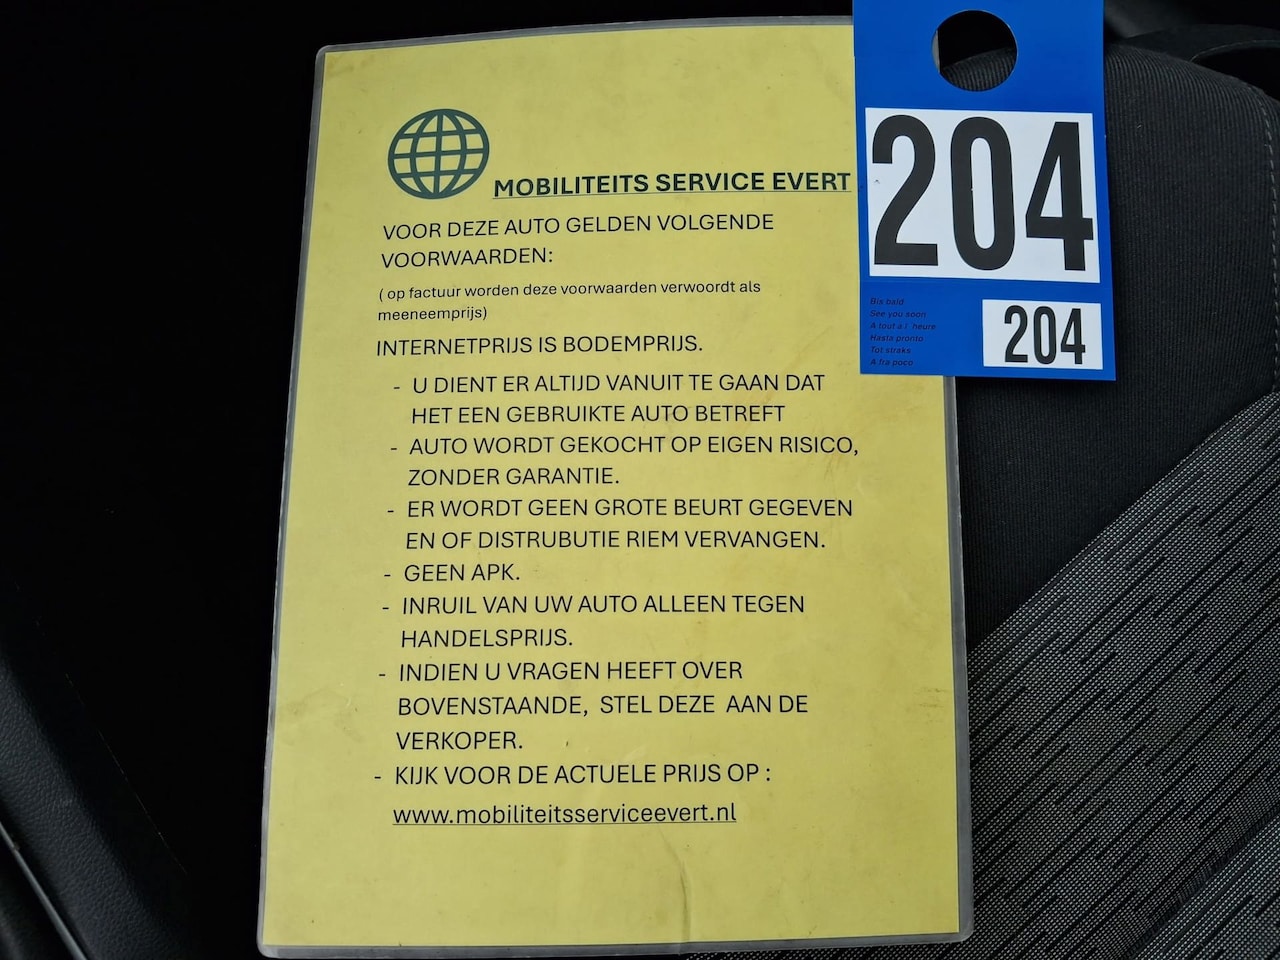 MOBILITEITS SERVICE EVERT
VOOR DEZE AUTO GELDEN VOLGENDE
VOORWAARDEN:
( op factuur worden deze voorwaarden verwoordt als
meeneemprijs)
INTERNETPRIJS IS BODEMPRIJS.
- U DIENT ER ALTIJD VANUIT TE GAAN DAT
HET EEN GEBRUIKTE AUTO BETREFT
- AUTO WORDT GEKOCHT OP EIGEN RISICO,
ZONDER GARANTIE.
- ER WORDT GEEN GROTE BEURT GEGEVEN
EN OF DISTRUBUTIE RIEM VERVANGEN.
- GEEN APK.
- INRUIL VAN UW AUTO ALLEEN TEGEN
HANDELSPRIJS.
- INDIEN U VRAGEN HEEFT OVER
BOVENSTAANDE, STEL DEZE AAN DE
VERKOPER.
- KIJK VOOR DE ACTUELE PRIJS OP :
www.mobiliteitsserviceevert.nl
204
Bis bald
See you soon
A tout à l 'heure
Hasta pronto
Tot straks
A fra poco
204